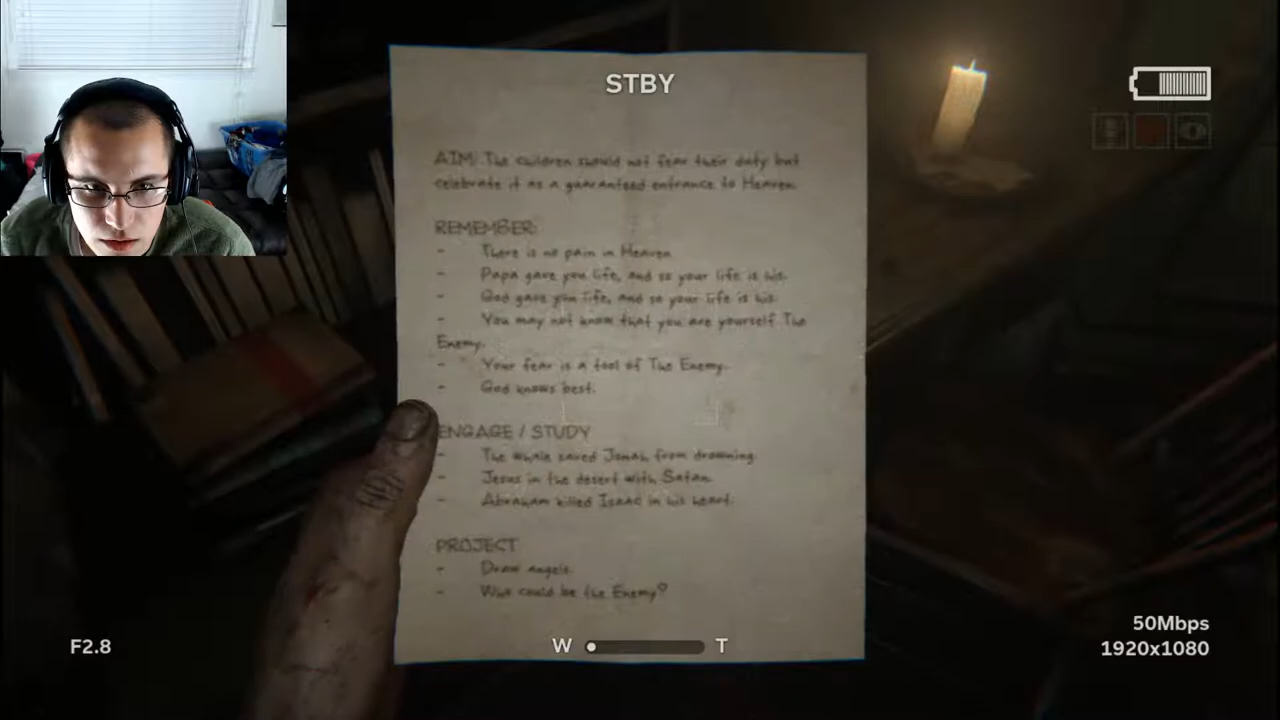 STBY
AIM: The children should not fear their duty but
celebrate it as a guaranteed entrance to Heaven.
REMEMBER:
- There is no pain in Heaven
- Papa gave you life, and so your life is his.
- God gave you life, and so your life is his.
- You may not know that you are yourself The
Enemy.
- Your fear is a tool of The Enemy.
- God knows best.
ENGAGE / STUDY
- The whale saved Jonah from drowning.
- Jesus in the desert with Satan.
- Abraham killed Isaac in his heart.
PROJECT
- Draw angels.
- Who could be the Enemy?
W T
F2.8
50Mbps
1920x1080